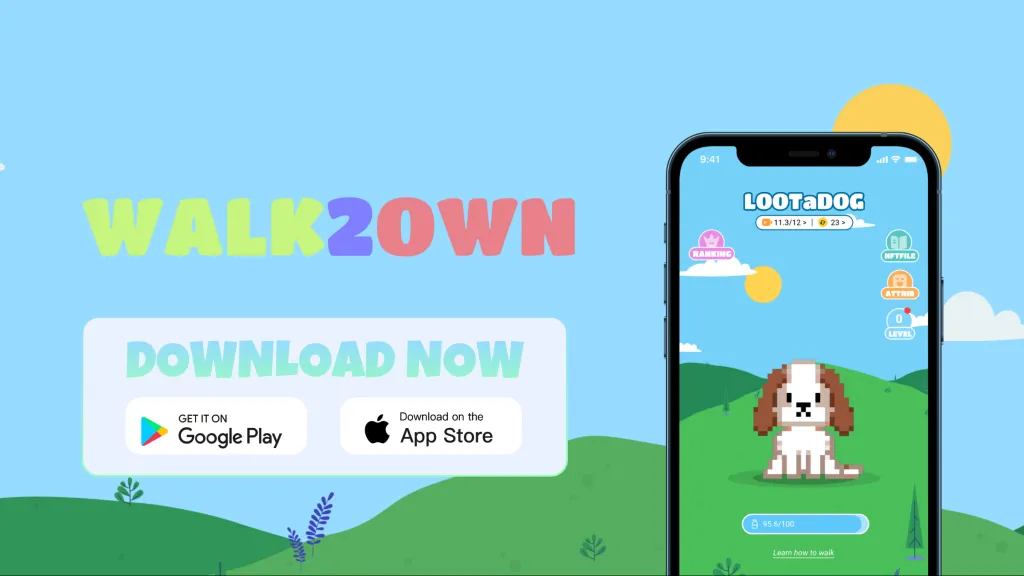 WALK2OWN
DOWNLOAD NOW
GET IT ON
Google Play
Download on the
App Store
9:41
LOOTaDOG
11.3/12 > | 23 >
RANKING
NFTFILE
ATTRIB
0
LEVEL
95.6/100
Learn how to walk